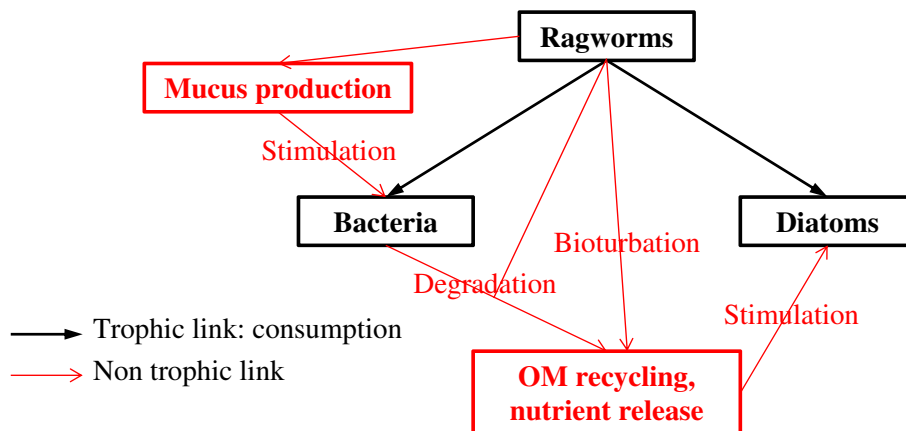 Ragworms
Mucus production
Stimulation
Bacteria
Diatoms
Bioturbation
Degradation
Stimulation
Trophic link: consumption
Non trophic link
OM recycling,
nutrient release